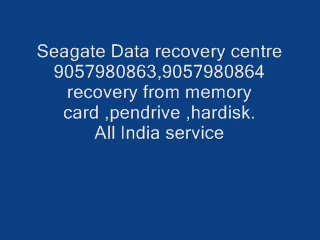 Seagate Data recovery centre
9057980863,9057980864
recovery from memory
card ,pendrive ,hardisk.
All India service